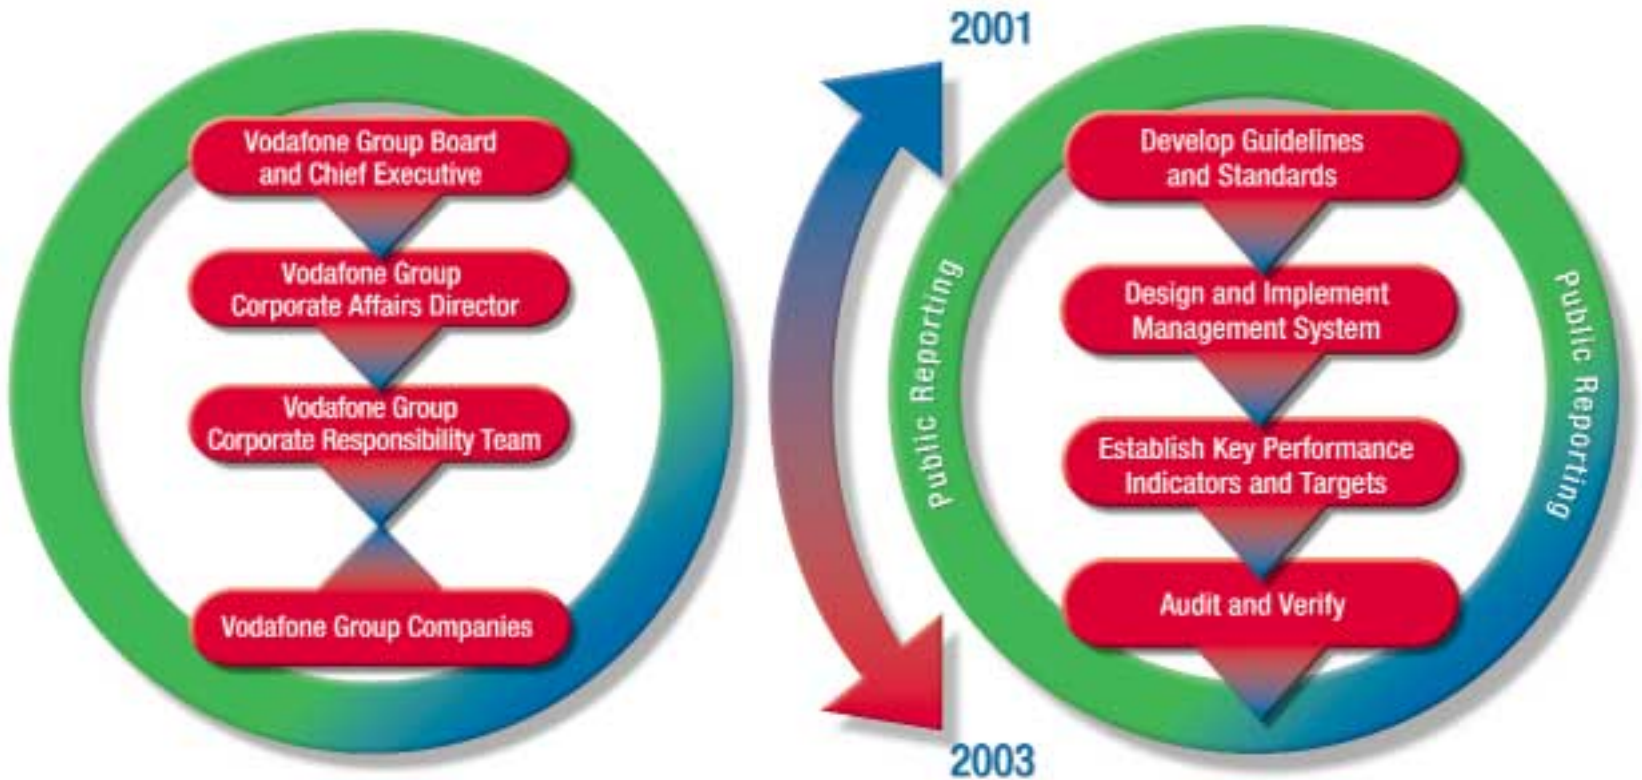 Vodafone Group Board
and Chief Executive
Vodafone Group
Corporate Affairs Director
Vodafone Group
Corporate Responsibility Team
Vodafone Group Companies
2001
2003
Public Reporting
Develop Guidelines
and Standards
Design and Implement
Management System
Establish Key Performance
Indicators and Targets
Audit and Verify
Public Reporting